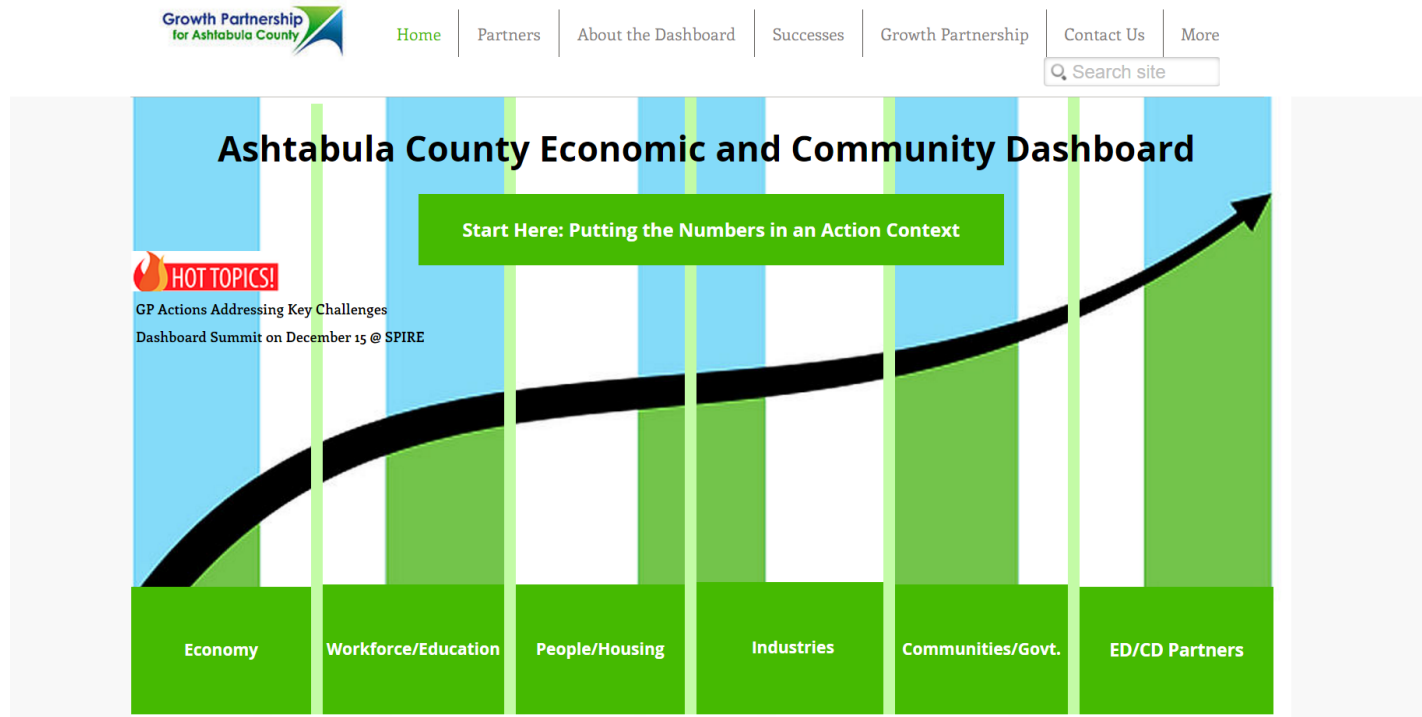 Growth Partnership
for Ashtabula County
Home
Partners
About the Dashboard
Successes
Growth Partnership
Contact Us
More
Search site
Ashtabula County Economic and Community Dashboard
Start Here: Putting the Numbers in an Action Context
HOT TOPICS!
GP Actions Addressing Key Challenges
Dashboard Summit on December 15 @ SPIRE
Economy
Workforce/Education
People/Housing
Industries
Communities/Govt.
ED/CD Partners